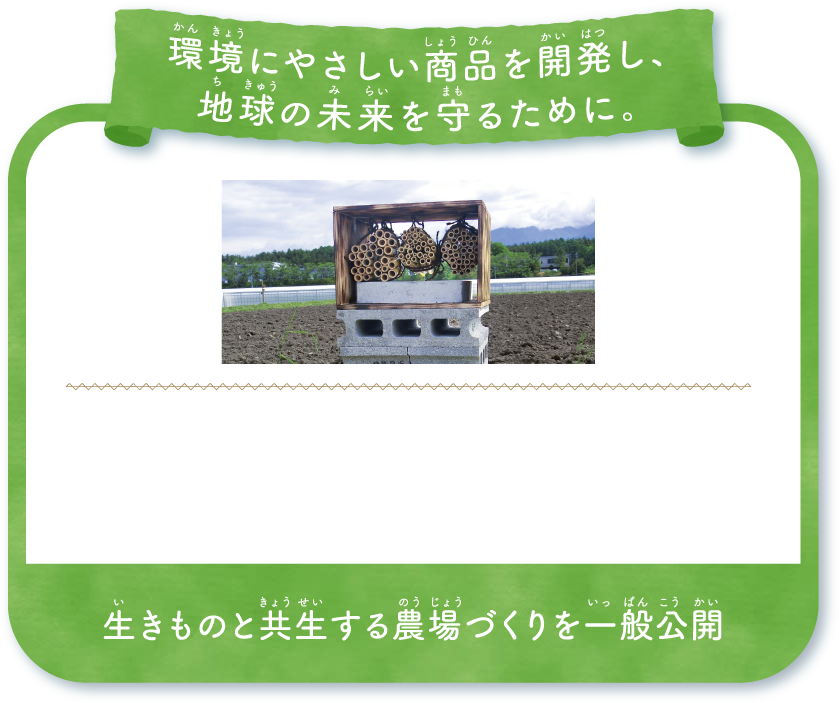 環境にやさしい商品を開発し、
地球の未来を守るために。
生きものと共生する農場づくりを一般公開